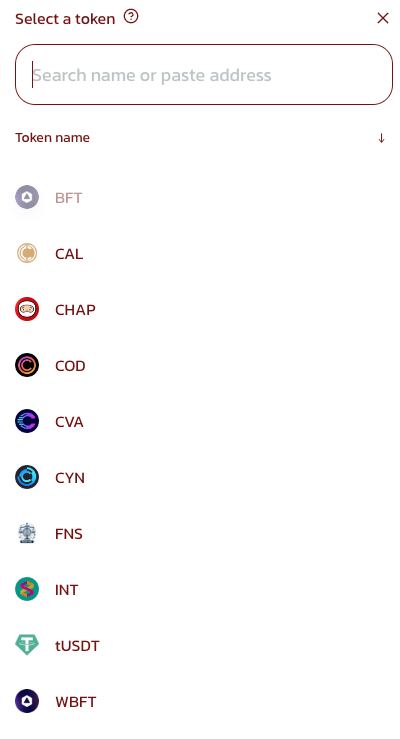 Select a token
Search name or paste address
Token name
BFT
CAL
CHAP
COD
CVA
CYN
FNS
INT
tUSDT
WBFT